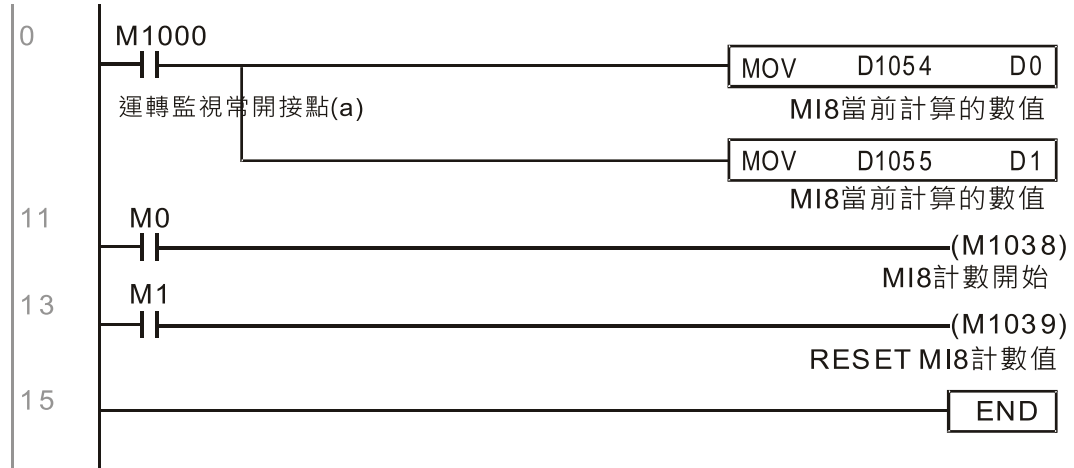 0
M1000
MOV D1054 D0
運轉監視常開接點(a)
MI8當前計算的數值
MOV D1055 D1
MI8當前計算的數值
11
M0
(M1038)
MI8計數開始
13
M1
(M1039)
RESET MI8計數值
15
END